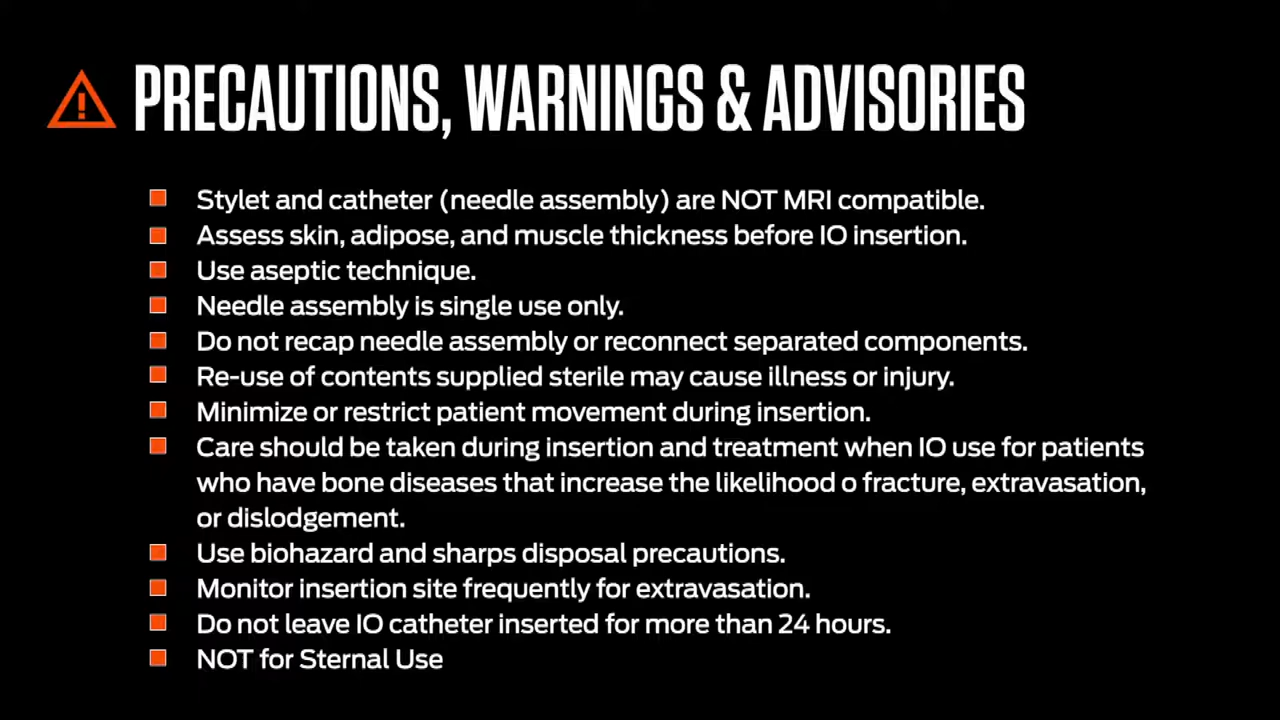 PRECAUTIONS, WARNINGS & ADVISORIES
Stylet and catheter (needle assembly) are NOT MRI compatible.
Assess skin, adipose, and muscle thickness before IO insertion.
Use aseptic technique.
Needle assembly is single use only.
Do not recap needle assembly or reconnect separated components.
Re-use of contents supplied sterile may cause illness or injury.
Minimize or restrict patient movement during insertion.
Care should be taken during insertion and treatment when IO use for patients
who have bone diseases that increase the likelihood o fracture, extravasation,
or dislodgement.
Use biohazard and sharps disposal precautions.
Monitor insertion site frequently for extravasation.
Do not leave IO catheter inserted for more than 24 hours.
NOT for Sternal Use